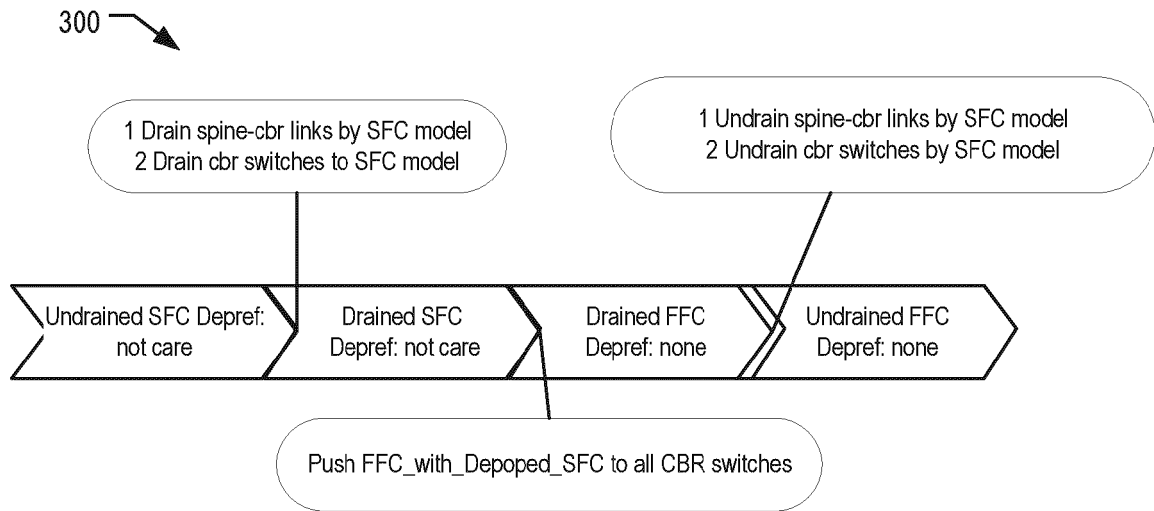 300
1 Drain spine-cbr links by SFC model
2 Drain cbr switches to SFC model
1 Undrain spine-cbr links by SFC model
2 Undrain cbr switches by SFC model
Undrained SFC Depref:
not care
Drained SFC
Depref: not care
Drained FFC
Depref: none
Undrained FFC
Depref: none
Push FFC_with_Depoped_SFC to all CBR switches